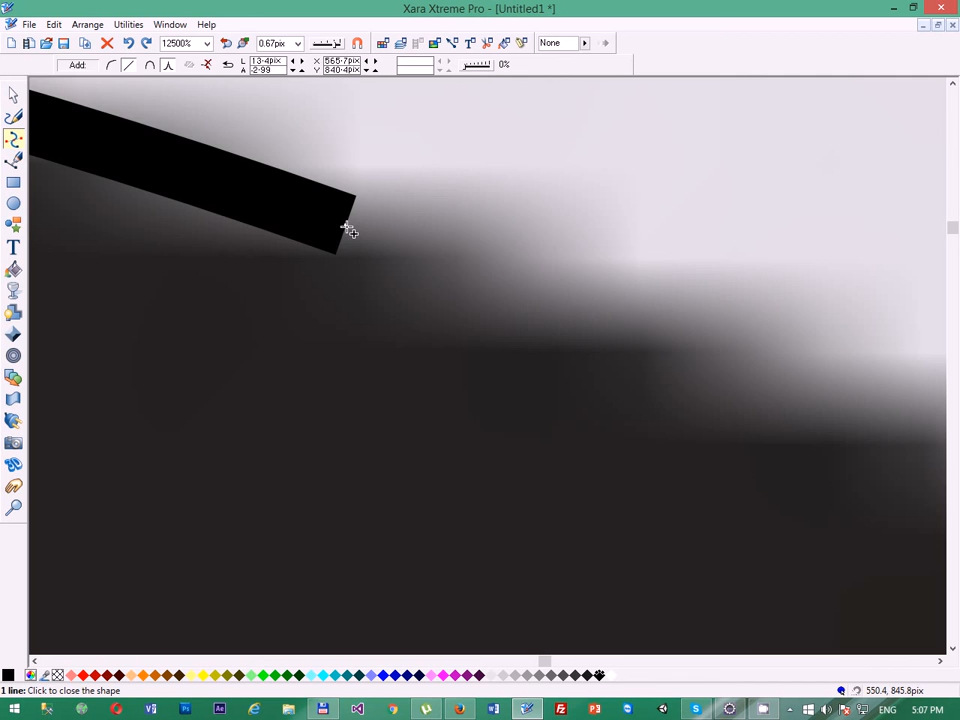 Xara Xtreme Pro - [Untitled1 *]
File Edit Arrange Utilities Window Help
12500% 0.67pix None
Add: L 13·4pix X 565·7pix 0%
A -2·99 Y 840·4pix
1 line: Click to close the shape 550.4, 845.8pix
ENG 5:07 PM